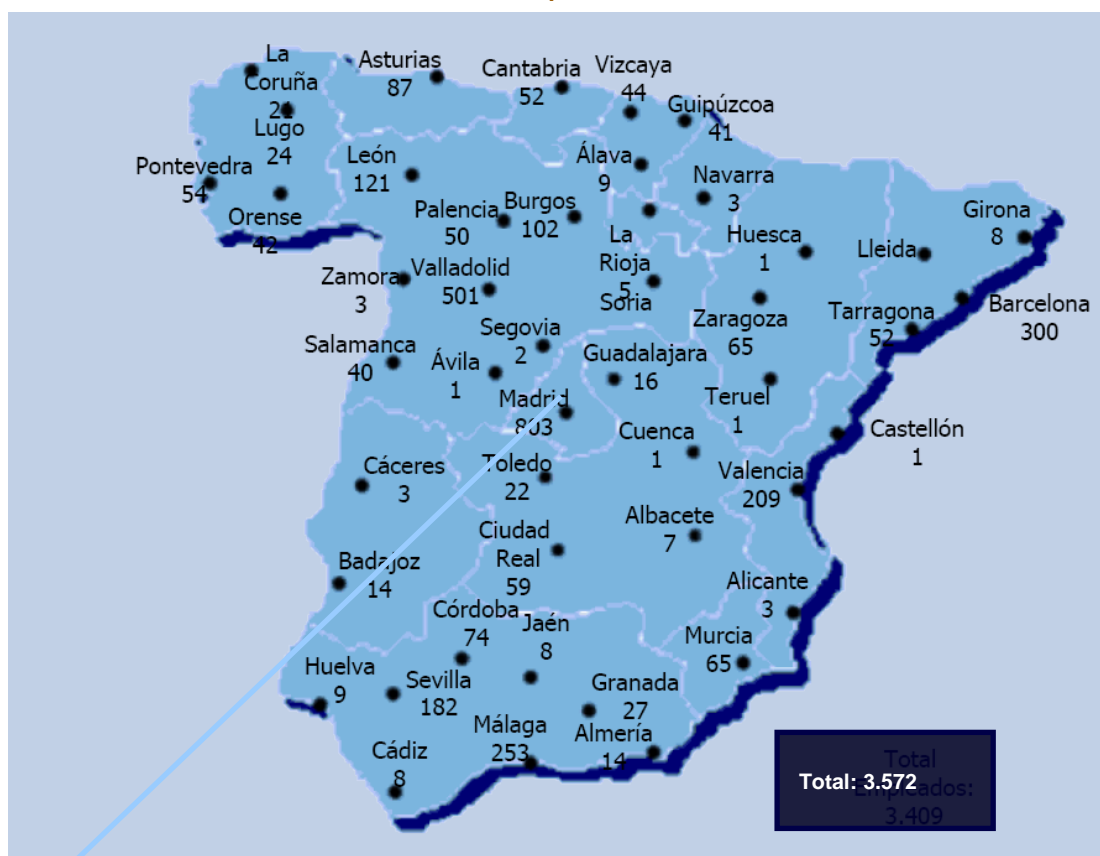 La
Coruña
21
Lugo
24
Asturias
87
Cantabria
52
Vizcaya
44
Guipúzcoa
41
Pontevedra
54
Orense
42
León
121
Palencia
50
Burgos
102
Álava
9
Navarra
3
La
Rioja
5
Soria
Huesca
1
Lleida
Girona
8
Zamora
3
Valladolid
501
Zaragoza
65
Tarragona
52
Barcelona
300
Salamanca
40
Ávila
1
Segovia
2
Guadalajara
16
Teruel
1
Madrid
803
Cuenca
1
Castellón
1
Cáceres
3
Toledo
22
Valencia
209
Badajoz
14
Ciudad
Real
59
Albacete
7
Alicante
3
Córdoba
74
Jaén
8
Murcia
65
Huelva
9
Sevilla
182
Granada
27
Cádiz
8
Málaga
253
Almería
14
Total: 3.572
Total
Empleados:
3.409